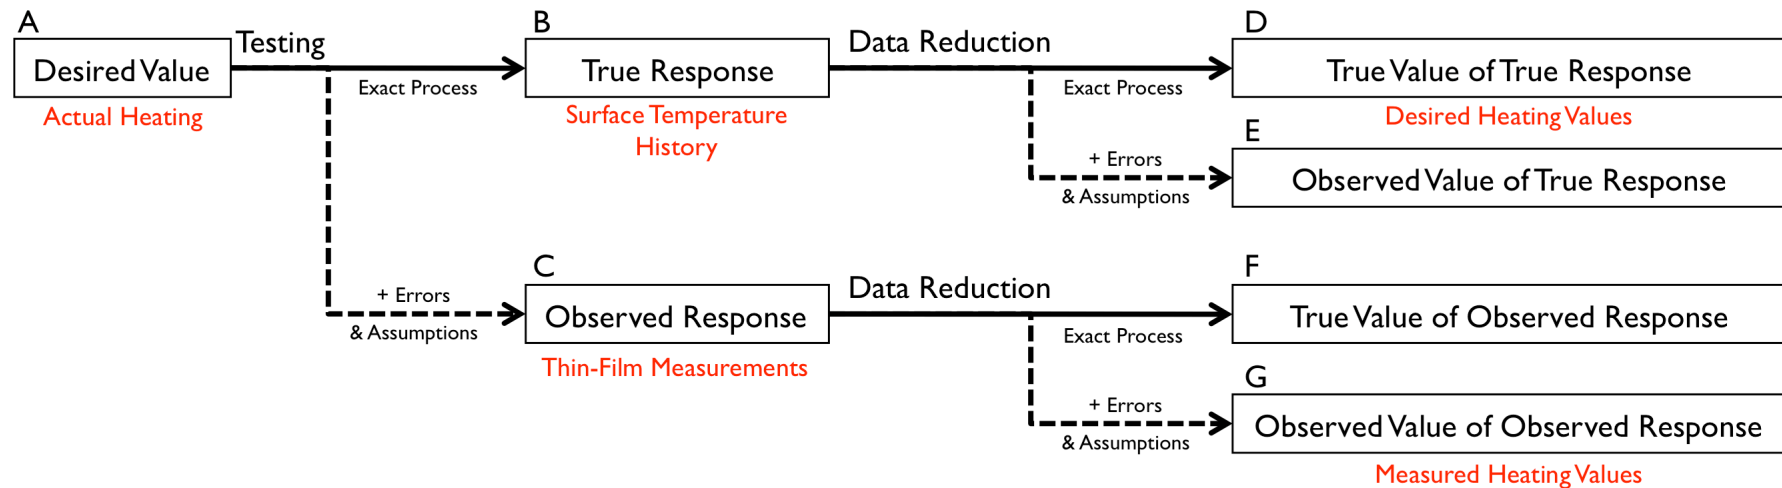 A
Desired Value
Actual Heating
Testing
Exact Process
+ Errors
& Assumptions
B
True Response
Surface Temperature
History
Data Reduction
Exact Process
+ Errors
& Assumptions
D
True Value of True Response
Desired Heating Values
E
Observed Value of True Response
C
Observed Response
Thin-Film Measurements
Data Reduction
Exact Process
+ Errors
& Assumptions
F
True Value of Observed Response
G
Observed Value of Observed Response
Measured Heating Values